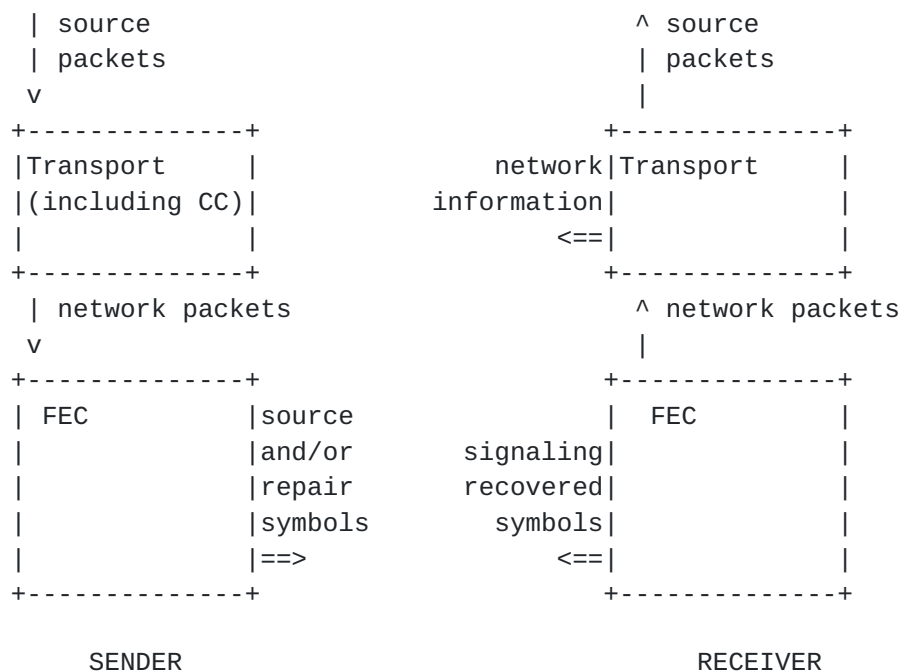 | source                                ^ source
 | packets                               | packets
 v                                       |
+--------------+                       +--------------+
|Transport     |                network|Transport     |
|(including CC)|            information|              |
|              |                    <==|              |
+--------------+                       +--------------+
 | network packets                       ^ network packets
 v                                       |
+--------------+                       +--------------+
| FEC          |source                 |  FEC         |
|              |and/or        signaling|              |
|              |repair        recovered|              |
|              |symbols         symbols|              |
|              |==>                 <==|              |
+--------------+                       +--------------+
     SENDER                                  RECEIVER